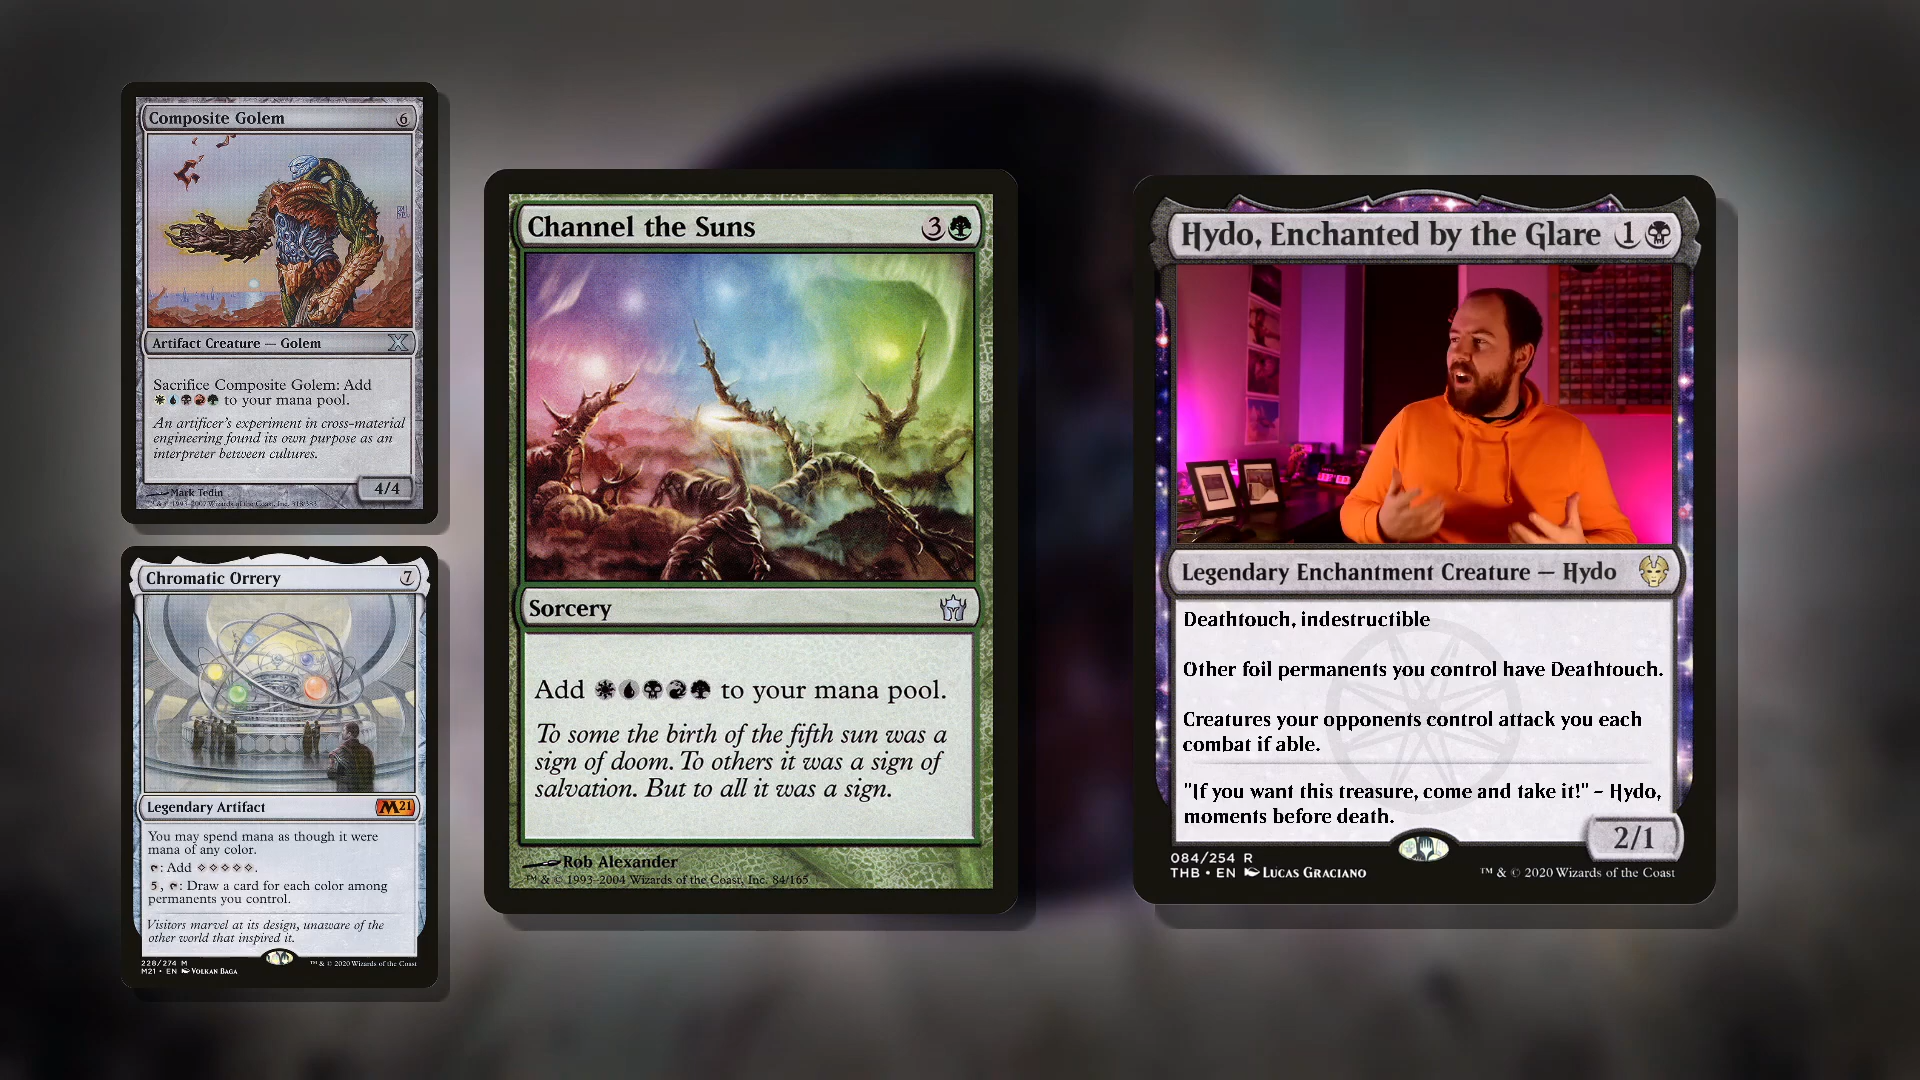 Composite Golem 6
Artifact Creature — Golem
Sacrifice Composite Golem: Add
to your mana pool.
An artificer's experiment in cross-material
engineering found its own purpose as an
interpreter between cultures.
4/4
Mark Tedin
™ & © 1993–2007 Wizards of the Coast, Inc. 318/383
Chromatic Orrery 7
Legendary Artifact M21
You may spend mana as though it were
mana of any color.
: Add .
5, : Draw a card for each color among
permanents you control.
Visitors marvel at its design, unaware of the
other world that inspired it.
228/274 M
™ & © 2020 Wizards of the Coast
M21 • EN Volkan Baga
Channel the Suns 3
Sorcery
Add to your mana pool.
To some the birth of the fifth sun was a
sign of doom. To others it was a sign of
salvation. But to all it was a sign.
Rob Alexander
™ & © 1993–2004 Wizards of the Coast, Inc. 84/165
Hydo, Enchanted by the Glare 1
Legendary Enchantment Creature — Hydo
Deathtouch, indestructible
Other foil permanents you control have Deathtouch.
Creatures your opponents control attack you each
combat if able.
"If you want this treasure, come and take it!" – Hydo,
moments before death.
2/1
084/254 R
THB • EN Lucas Graciano
™ & © 2020 Wizards of the Coast